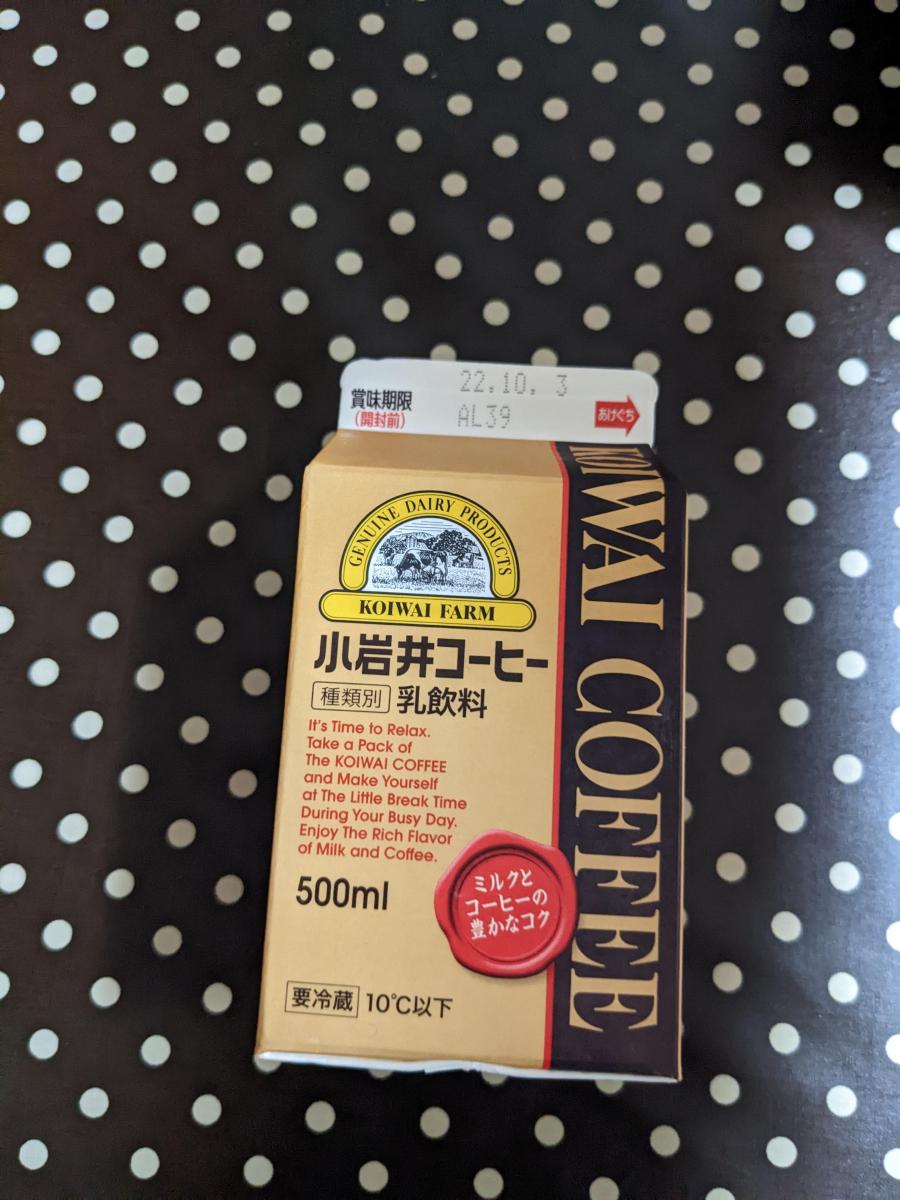 22.10. 3
賞味期限
(開封前)
AL39
あけぐち
GENUINE DAIRY PRODUCTS
KOIWAI FARM
小岩井コーヒー
種類別 乳飲料
It's Time to Relax.
Take a Pack of
The KOIWAI COFFEE
and Make Yourself
at The Little Break Time
During Your Busy Day.
Enjoy The Rich Flavor
of Milk and Coffee.
500ml
ミルクと
コーヒーの
豊かなコク
要冷蔵 10℃以下
KOIWAI COFFEE